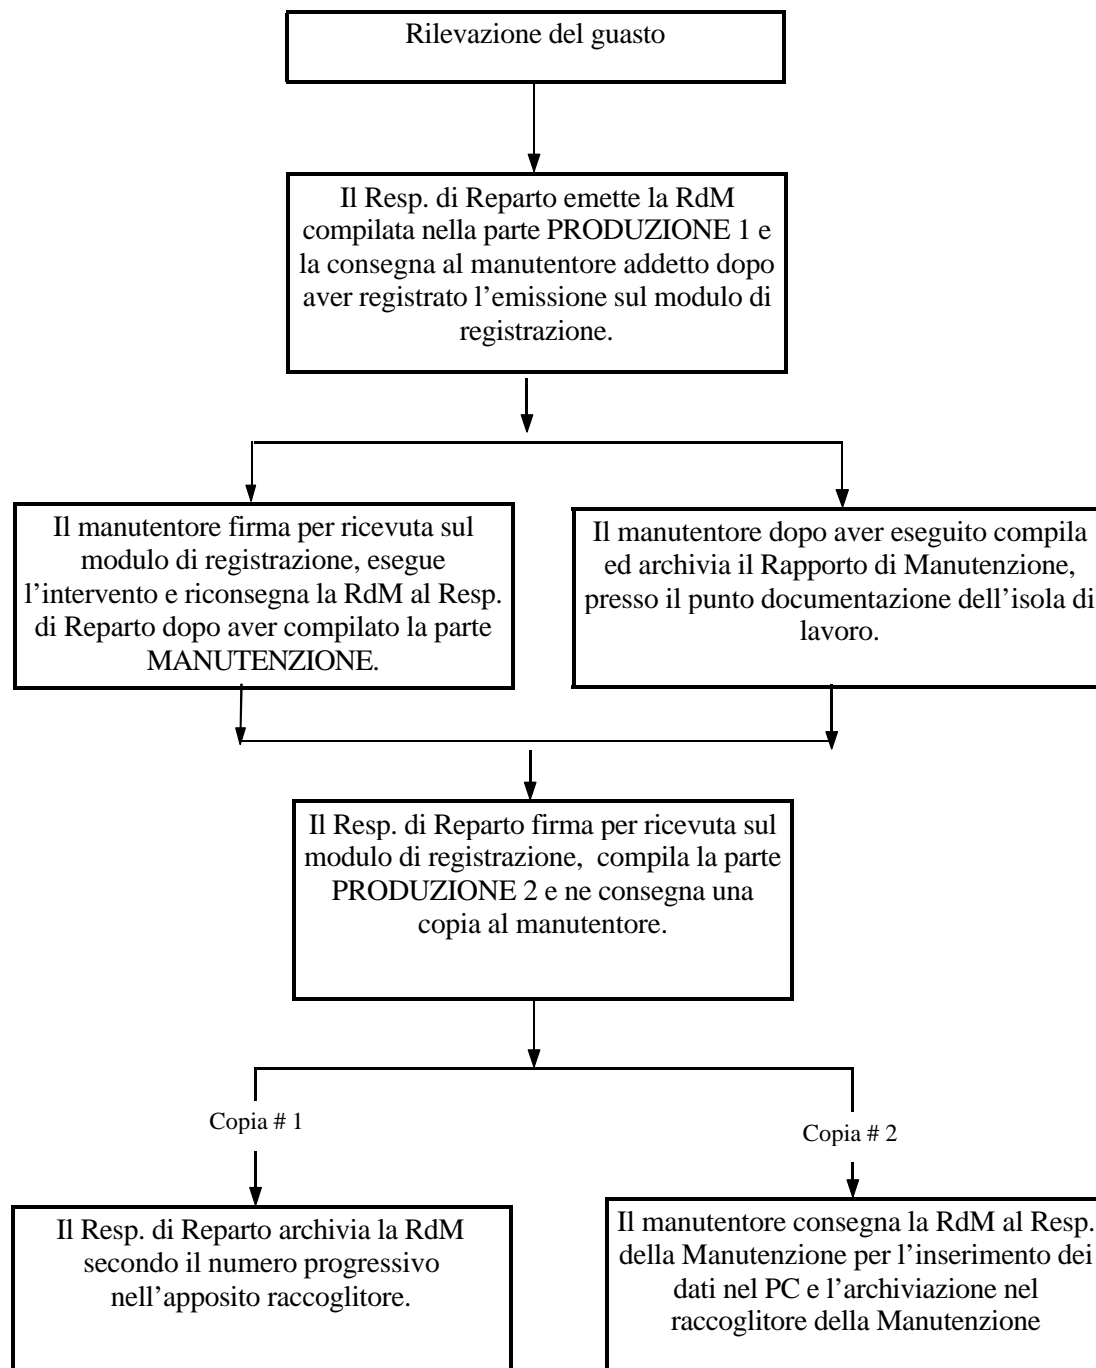 Rilevazione del guasto
Il Resp. di Reparto emette la RdM
compilata nella parte PRODUZIONE 1 e
la consegna al manutentore addetto dopo
aver registrato l’emissione sul modulo di
registrazione.
Il manutentore firma per ricevuta sul
modulo di registrazione, esegue
l’intervento e riconsegna la RdM al Resp.
di Reparto dopo aver compilato la parte
MANUTENZIONE.
Il manutentore dopo aver eseguito compila
ed archivia il Rapporto di Manutenzione,
presso il punto documentazione dell’isola di
lavoro.
Il Resp. di Reparto firma per ricevuta sul
modulo di registrazione, compila la parte
PRODUZIONE 2 e ne consegna una
copia al manutentore.
Copia # 1
Copia # 2
Il Resp. di Reparto archivia la RdM
secondo il numero progressivo
nell’apposito raccoglitore.
Il manutentore consegna la RdM al Resp.
della Manutenzione per l’inserimento dei
dati nel PC e l’archiviazione nel
raccoglitore della Manutenzione